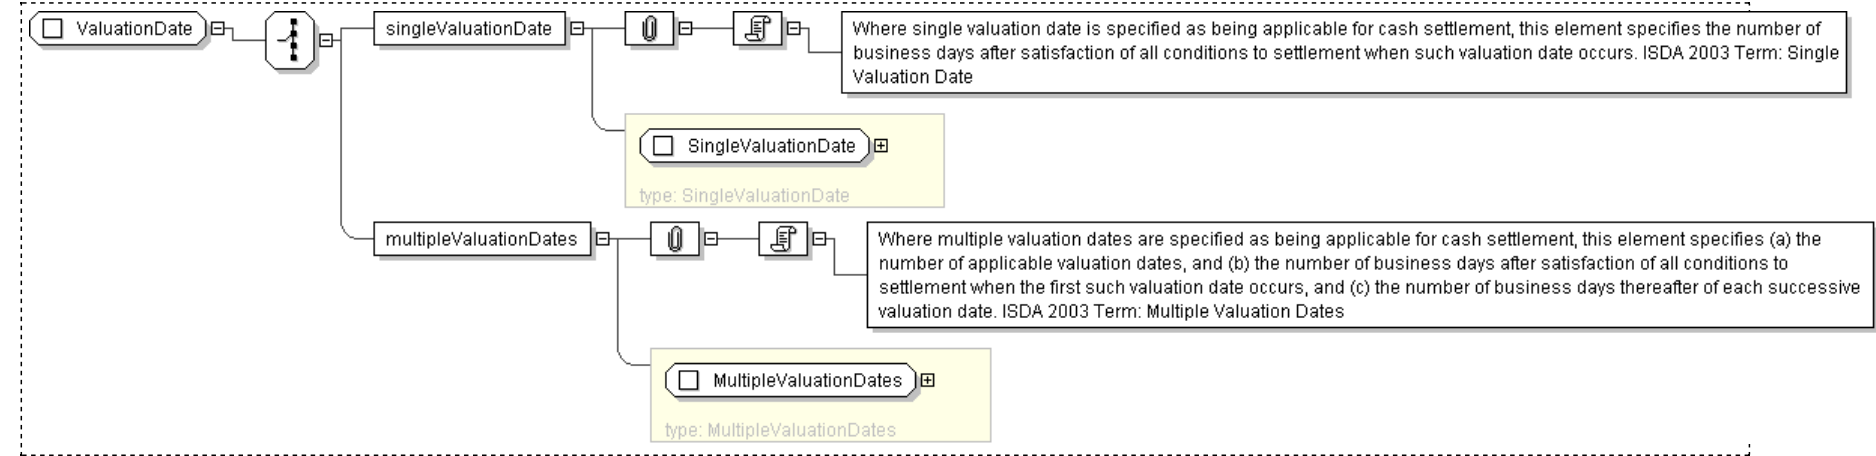 ValuationDate
singleValuationDate
Where single valuation date is specified as being applicable for cash settlement, this element specifies the number of
business days after satisfaction of all conditions to settlement when such valuation date occurs. ISDA 2003 Term: Single
Valuation Date
SingleValuationDate
type: SingleValuationDate
multipleValuationDates
Where multiple valuation dates are specified as being applicable for cash settlement, this element specifies (a) the
number of applicable valuation dates, and (b) the number of business days after satisfaction of all conditions to
settlement when the first such valuation date occurs, and (c) the number of business days thereafter of each successive
valuation date. ISDA 2003 Term: Multiple Valuation Dates
MultipleValuationDates
type: MultipleValuationDates